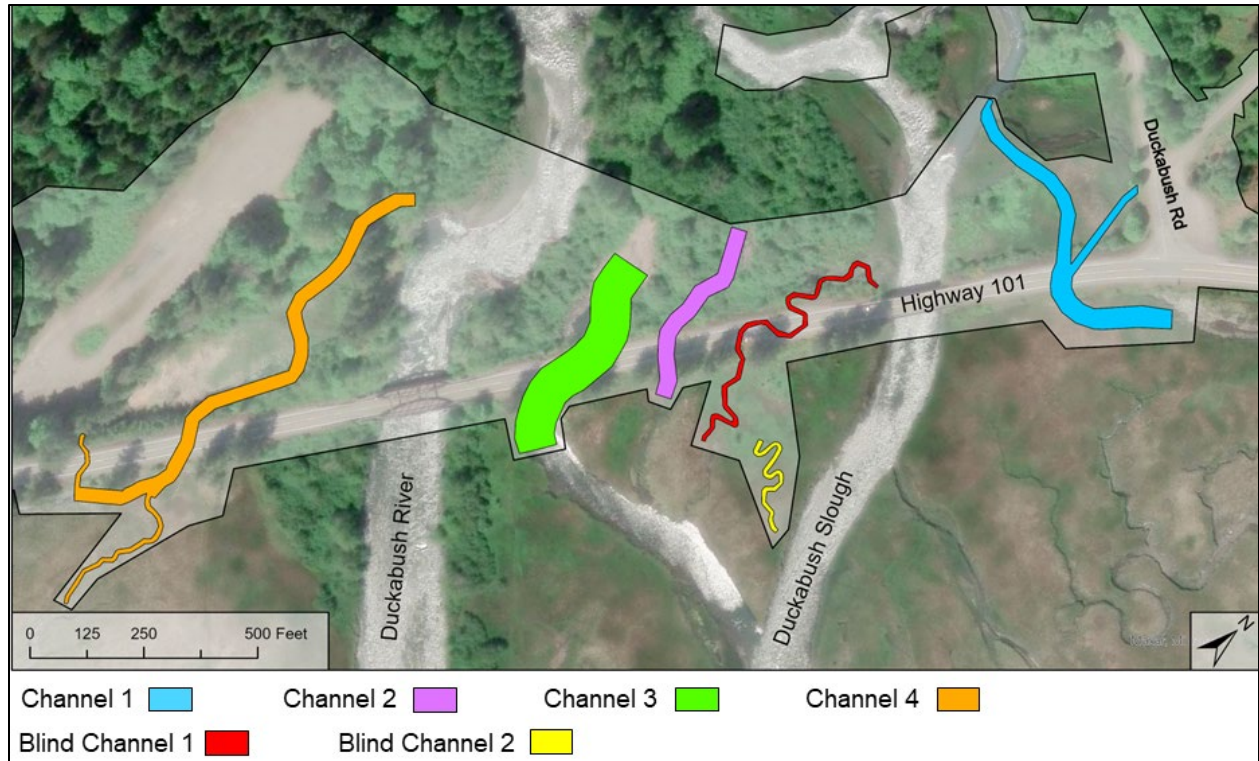 Duckabush Rd
Highway 101
Duckabush River
Duckabush Slough
0 125 250 500 Feet
N
Channel 1
Channel 2
Channel 3
Channel 4
Blind Channel 1
Blind Channel 2